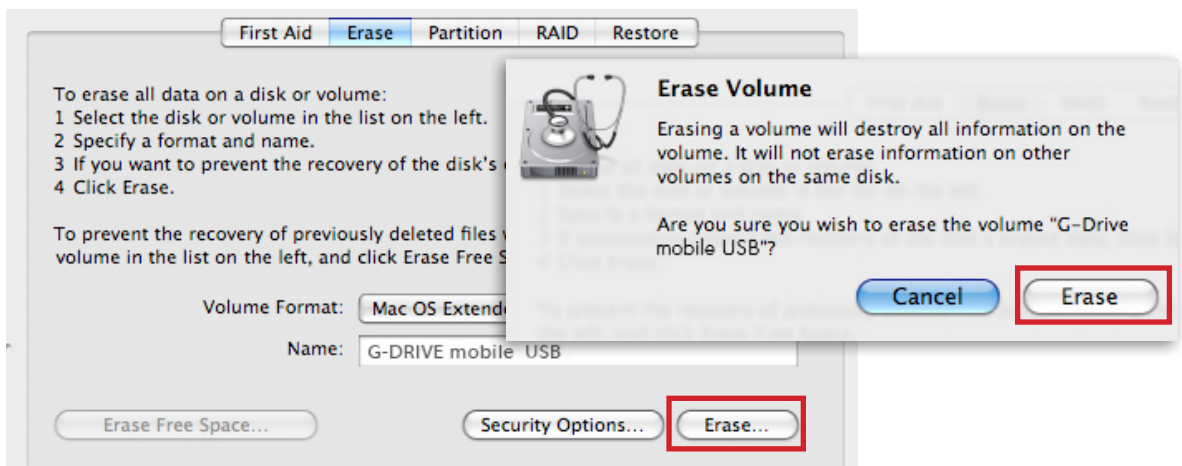 First Aid Erase Partition RAID Restore
To erase all data on a disk or volume:
1 Select the disk or volume in the list on the left.
2 Specify a format and name.
3 If you want to prevent the recovery of the disk's
4 Click Erase.
To prevent the recovery of previously deleted files
volume in the list on the left, and click Erase Free
Volume Format: Mac OS Extend
Name: G-DRIVE mobile USB
Erase Free Space... Security Options... Erase...
Erase Volume
Erasing a volume will destroy all information on the
volume. It will not erase information on other
volumes on the same disk.
Are you sure you wish to erase the volume "G-Drive
mobile USB"?
Cancel Erase